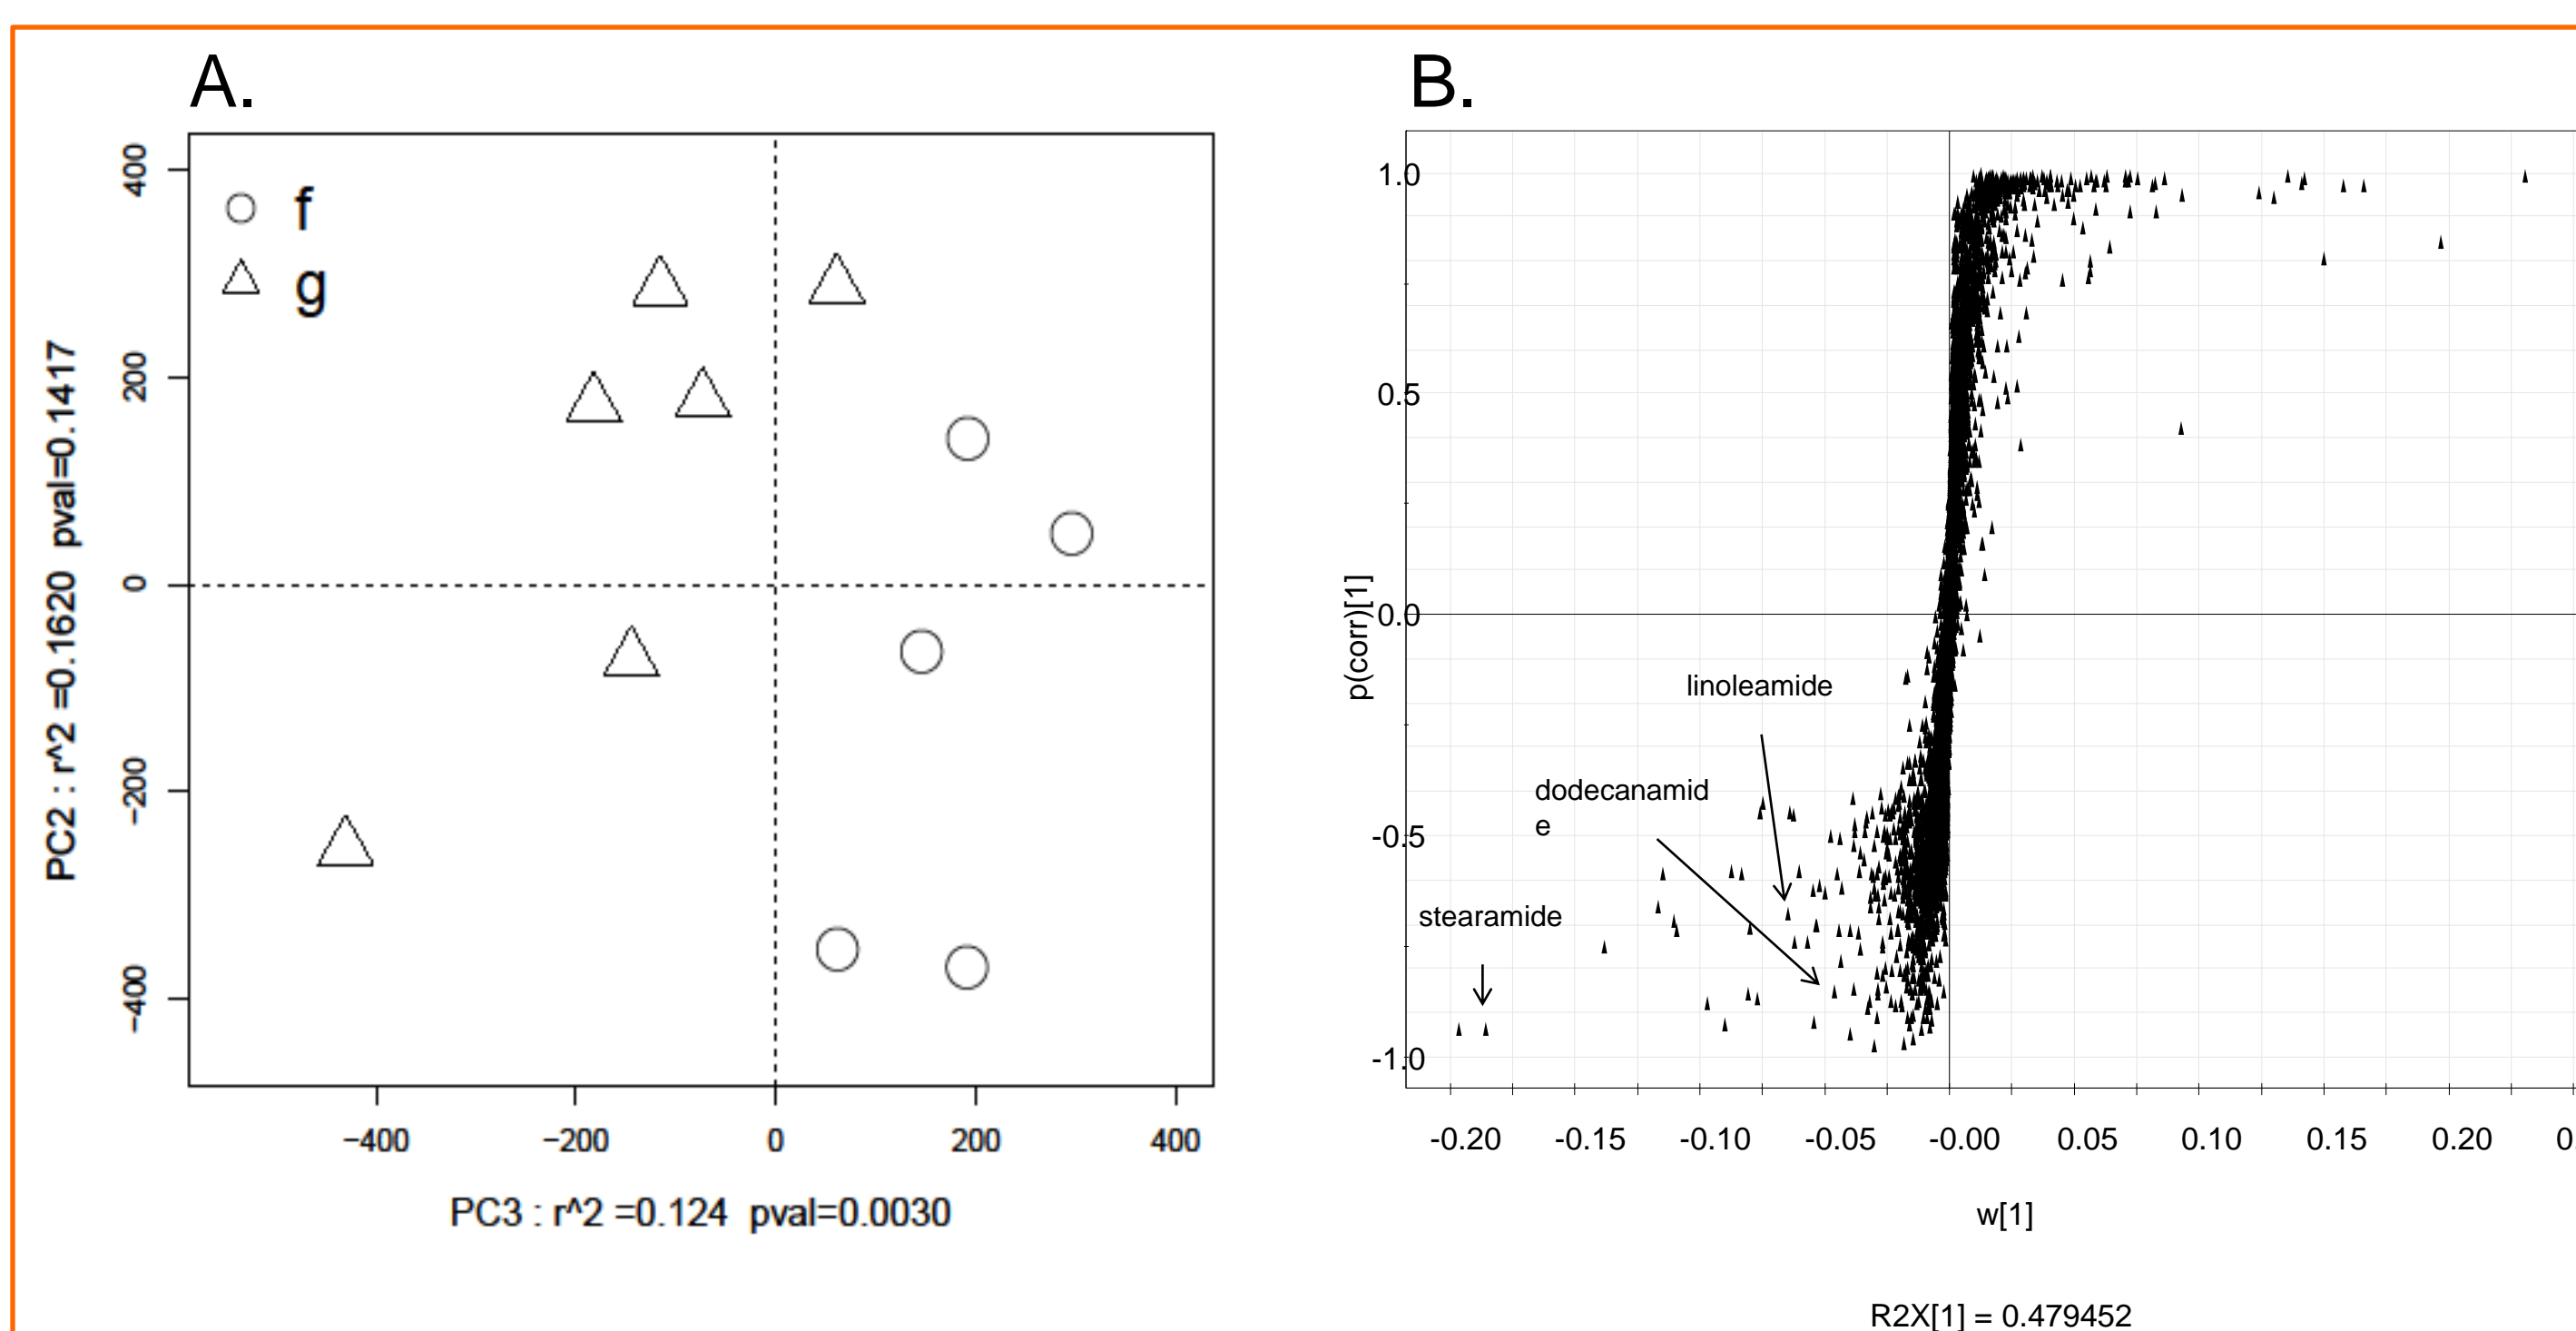 A.
f
g
400
200
0
−200
−400
PC2 : r^2 =0.1620 pval=0.1417
−400
−200
0
200
400
PC3 : r^2 =0.124 pval=0.0030
B.
1.0
0.5
0.0
-0.5
-1.0
p(corr)[1]
linoleamide
dodecanamid
e
stearamide
-0.20
-0.15
-0.10
-0.05
-0.00
0.05
0.10
0.15
0.20
w[1]
R2X[1] = 0.479452